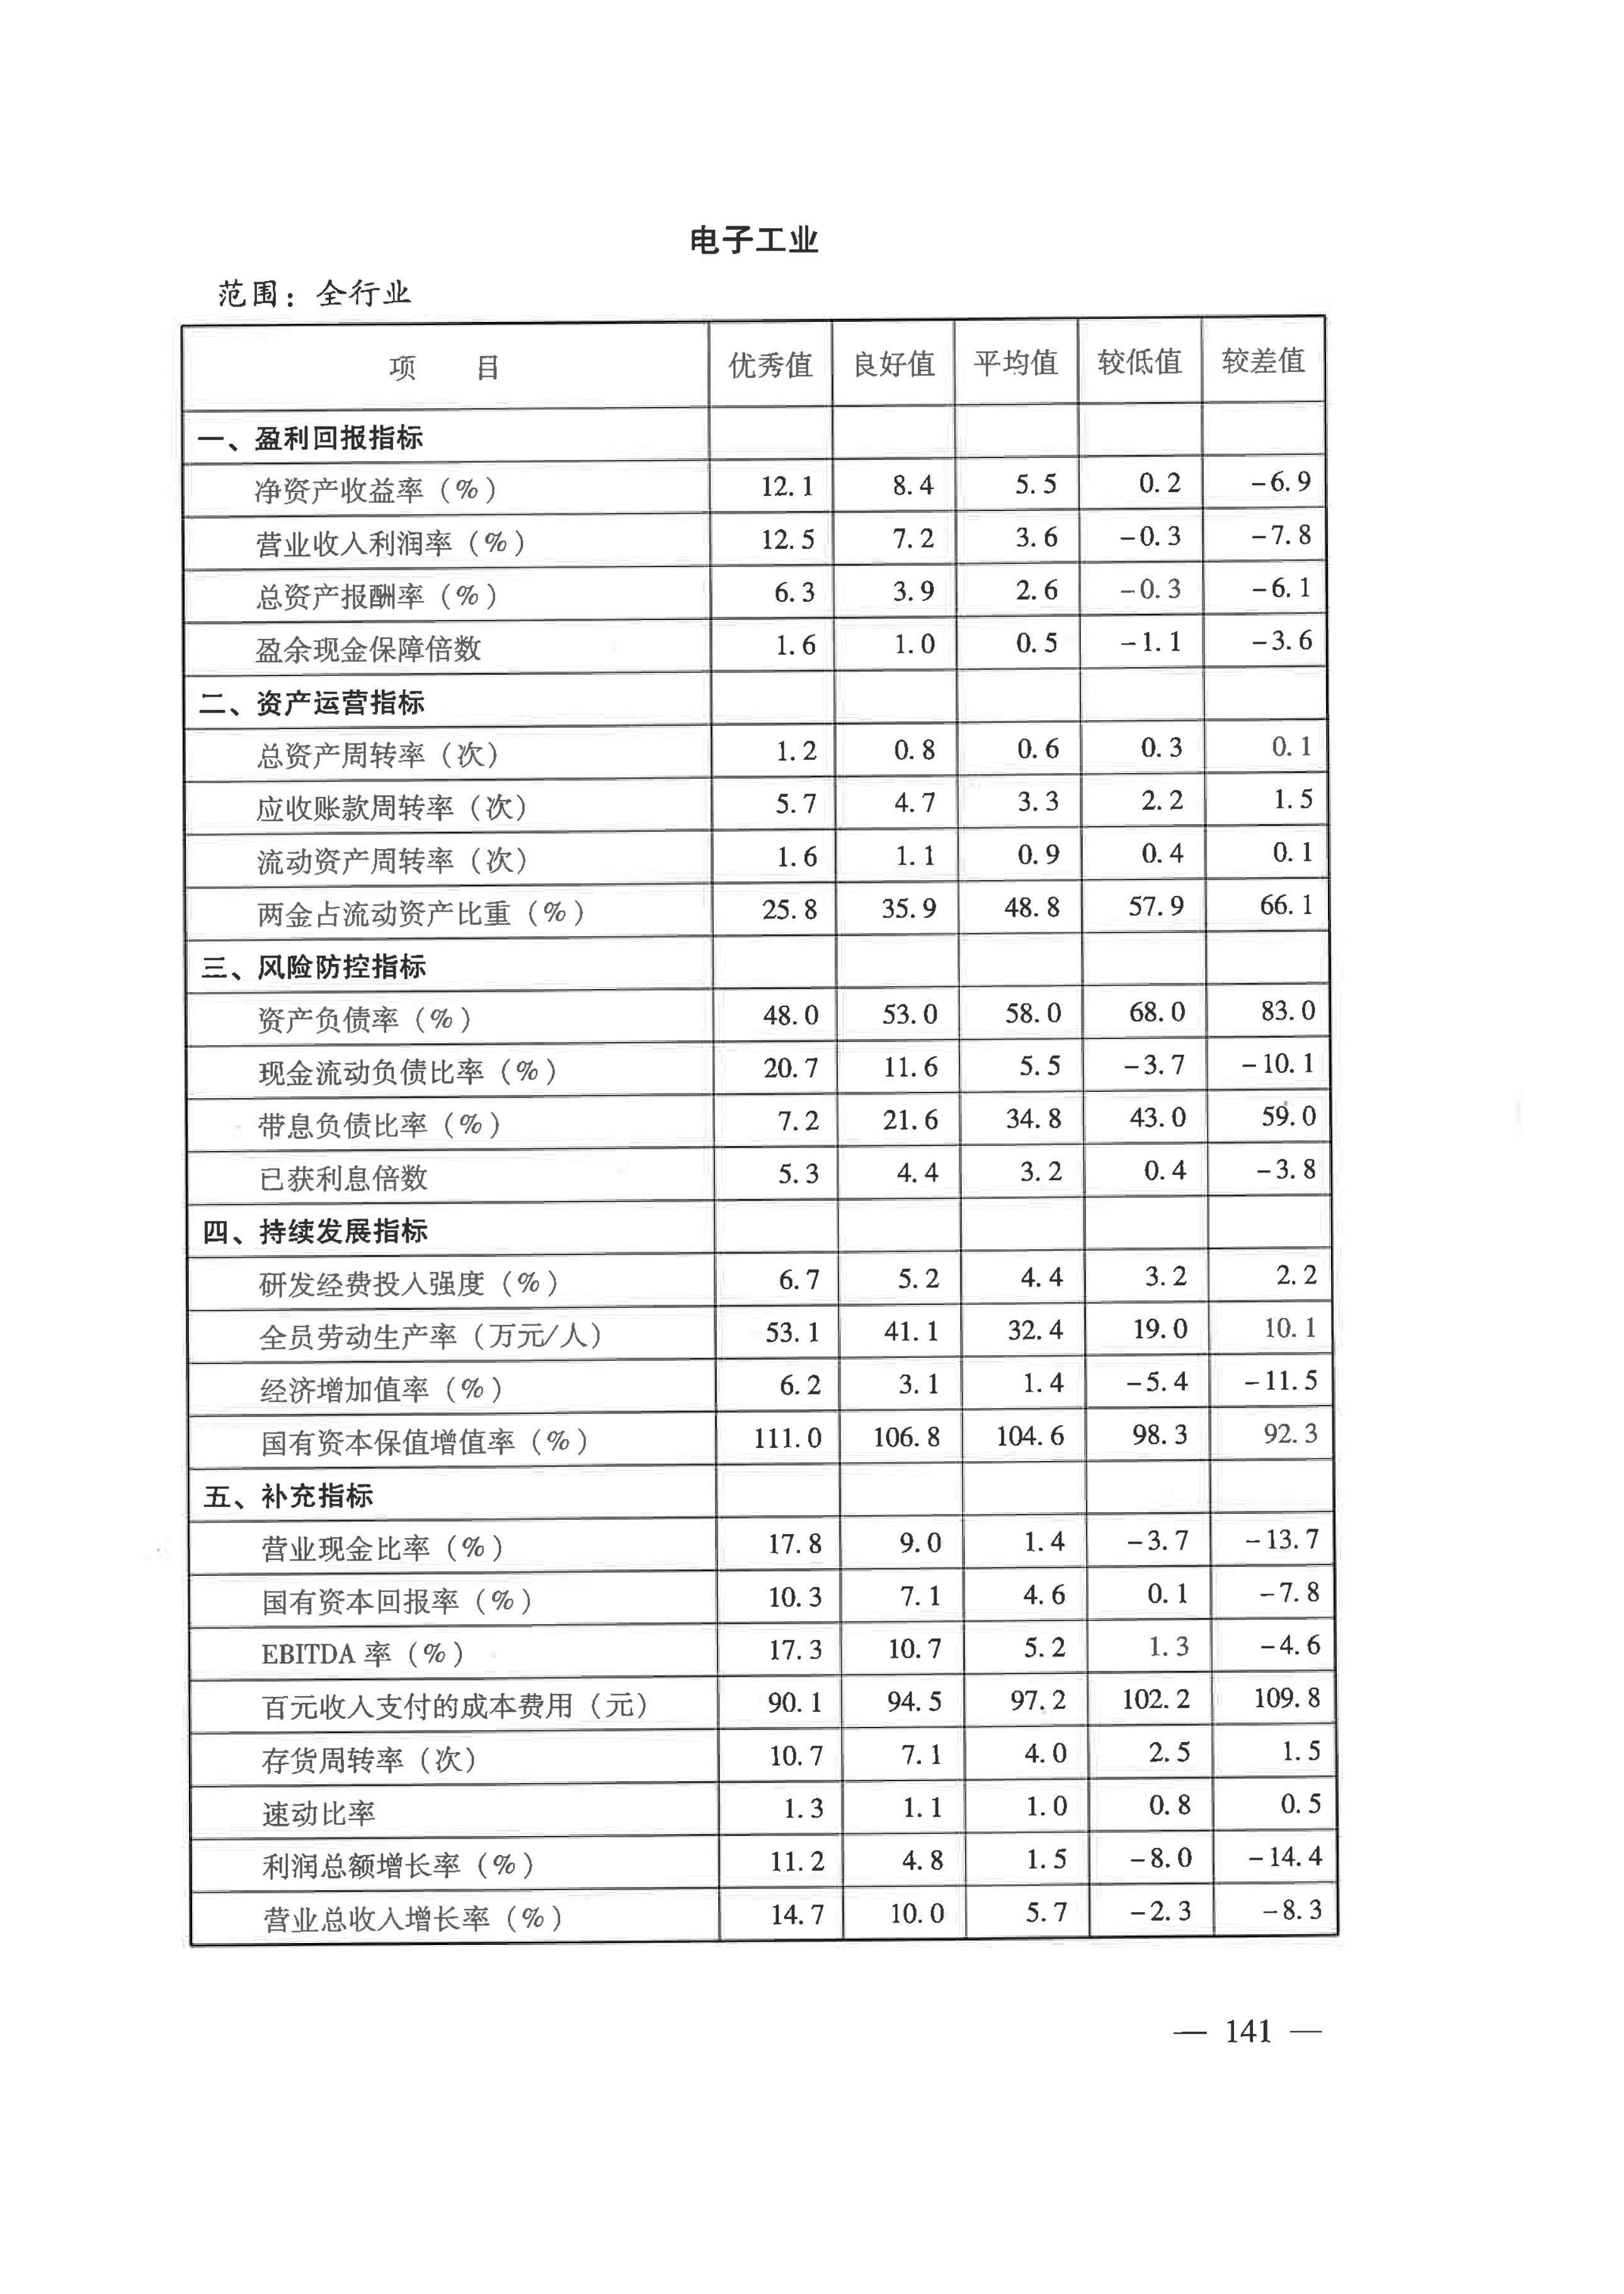 电子工业
范围：全行业
项 目 优秀值 良好值 平均值 较低值 较差值
一、盈利回报指标
净资产收益率（%） 12.1 8.4 5.5 0.2 -6.9
营业收入利润率（%） 12.5 7.2 3.6 -0.3 -7.8
总资产报酬率（%） 6.3 3.9 2.6 -0.3 -6.1
盈余现金保障倍数 1.6 1.0 0.5 -1.1 -3.6
二、资产运营指标
总资产周转率（次） 1.2 0.8 0.6 0.3 0.1
应收账款周转率（次） 5.7 4.7 3.3 2.2 1.5
流动资产周转率（次） 1.6 1.1 0.9 0.4 0.1
两金占流动资产比重（%） 25.8 35.9 48.8 57.9 66.1
三、风险防控指标
资产负债率（%） 48.0 53.0 58.0 68.0 83.0
现金流动负债比率（%） 20.7 11.6 5.5 -3.7 -10.1
带息负债比率（%） 7.2 21.6 34.8 43.0 59.0
已获利息倍数 5.3 4.4 3.2 0.4 -3.8
四、持续发展指标
研发经费投入强度（%） 6.7 5.2 4.4 3.2 2.2
全员劳动生产率（万元/人） 53.1 41.1 32.4 19.0 10.1
经济增加值率（%） 6.2 3.1 1.4 -5.4 -11.5
国有资本保值增值率（%） 111.0 106.8 104.6 98.3 92.3
五、补充指标
营业现金比率（%） 17.8 9.0 1.4 -3.7 -13.7
国有资本回报率（%） 10.3 7.1 4.6 0.1 -7.8
EBITDA 率（%） 17.3 10.7 5.2 1.3 -4.6
百元收入支付的成本费用（元） 90.1 94.5 97.2 102.2 109.8
存货周转率（次） 10.7 7.1 4.0 2.5 1.5
速动比率 1.3 1.1 1.0 0.8 0.5
利润总额增长率（%） 11.2 4.8 1.5 -8.0 -14.4
营业总收入增长率（%） 14.7 10.0 5.7 -2.3 -8.3
— 141 —